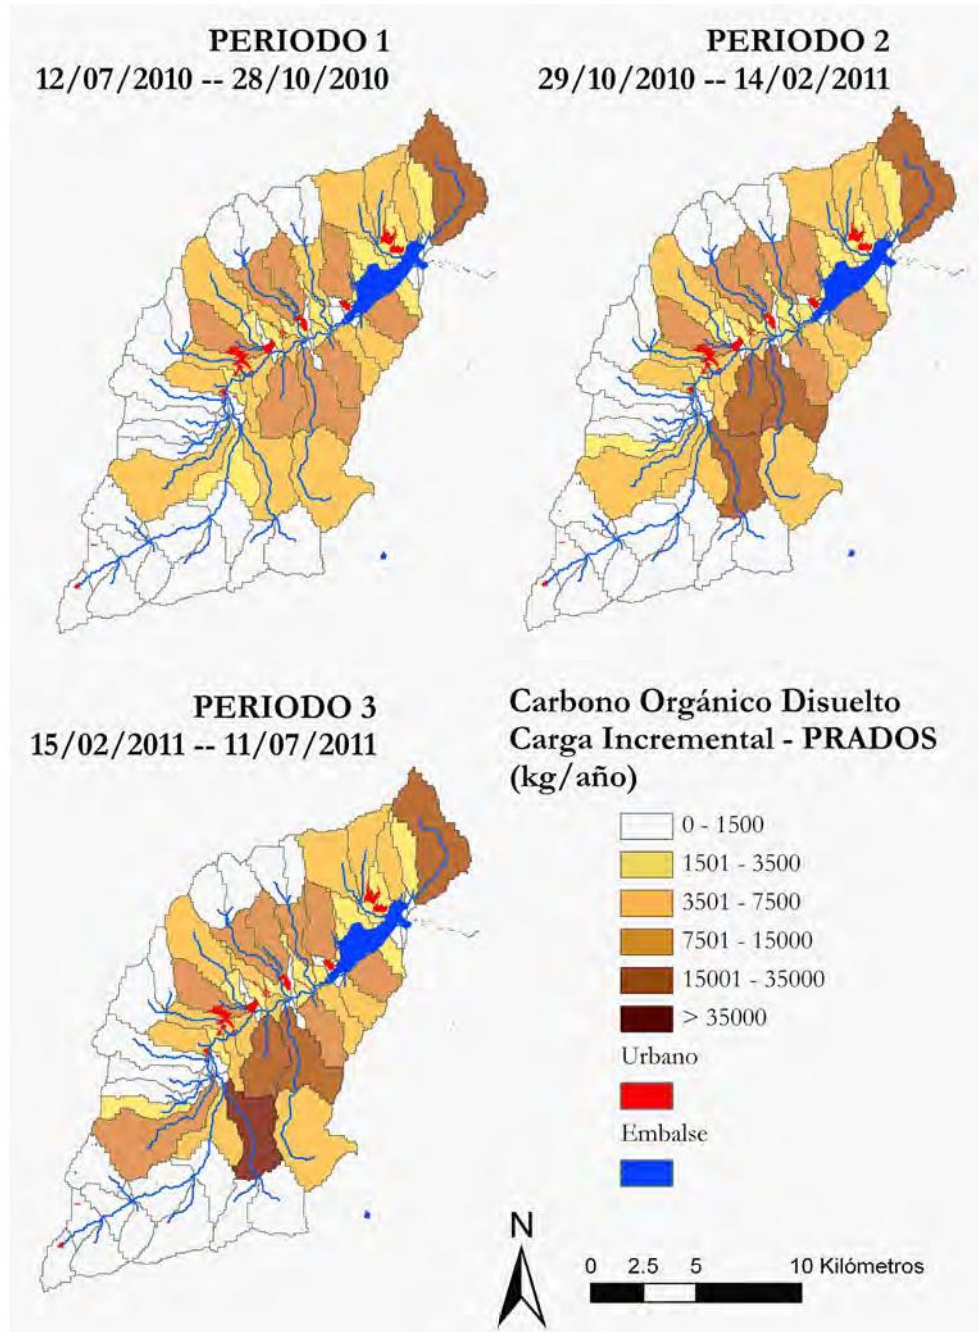 PERIODO 1
12/07/2010 -- 28/10/2010
PERIODO 2
29/10/2010 -- 14/02/2011
PERIODO 3
15/02/2011 -- 11/07/2011
Carbono Orgánico Disuelto
Carga Incremental - PRADOS
(kg/año)
0 - 1500
1501 - 3500
3501 - 7500
7501 - 15000
15001 - 35000
> 35000
Urbano
Embalse
N
0 2.5 5 10 Kilómetros